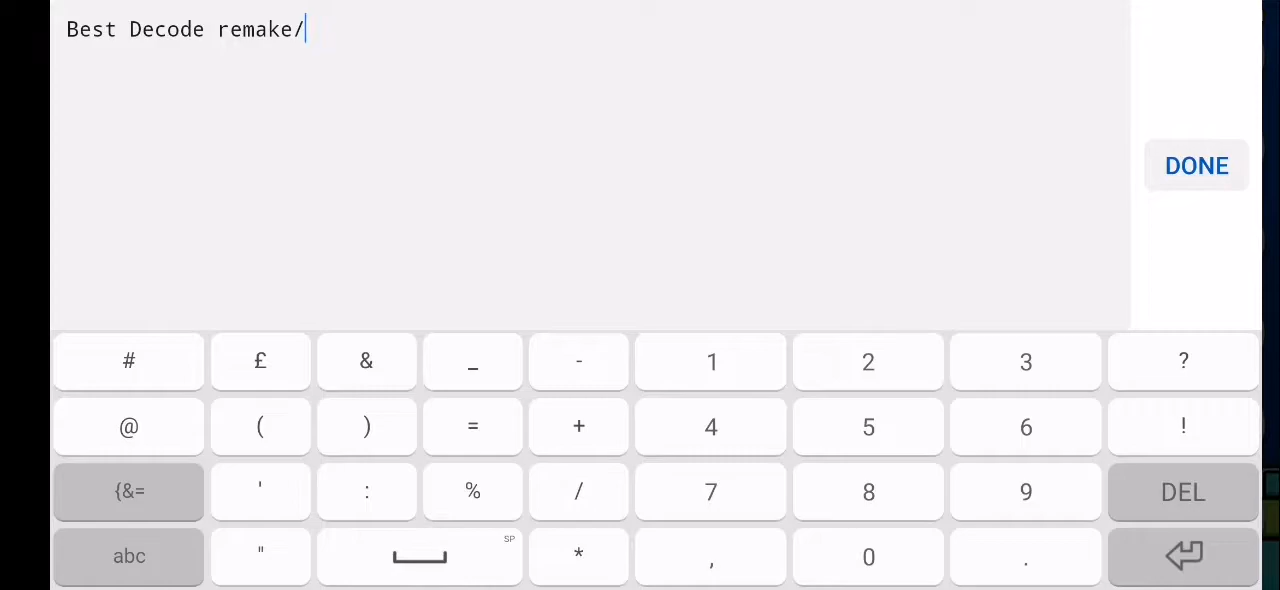 Best Decode remake/
DONE
# £ & _ - 1 2 3 ?
@ ( ) = + 4 5 6 !
{&= ' : % / 7 8 9 DEL
abc " SP * , 0 .